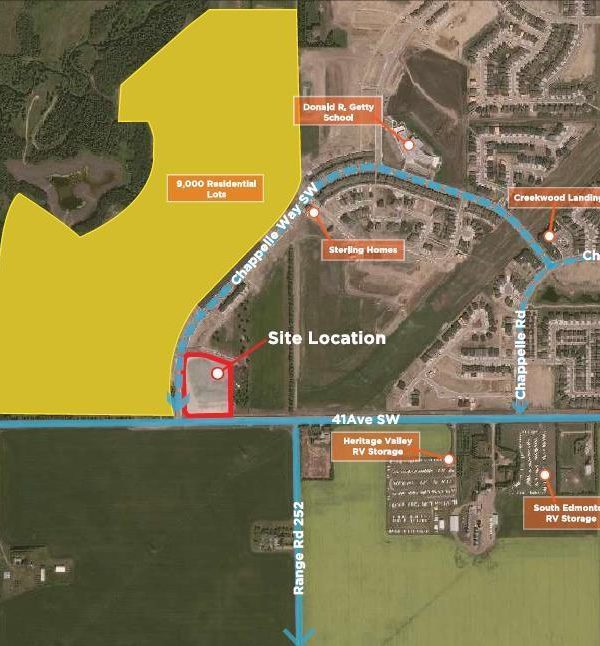 Donald R, Getty
School
9,000 Residential
Lots
Creekwood Landing
Chappelle Way SW
Sterling Homes
Ch
Site Location
Chappelle Rd
41Ave SW
Heritage Valley
RV Storage
South Edmont
RV Storage
Range Rd 252